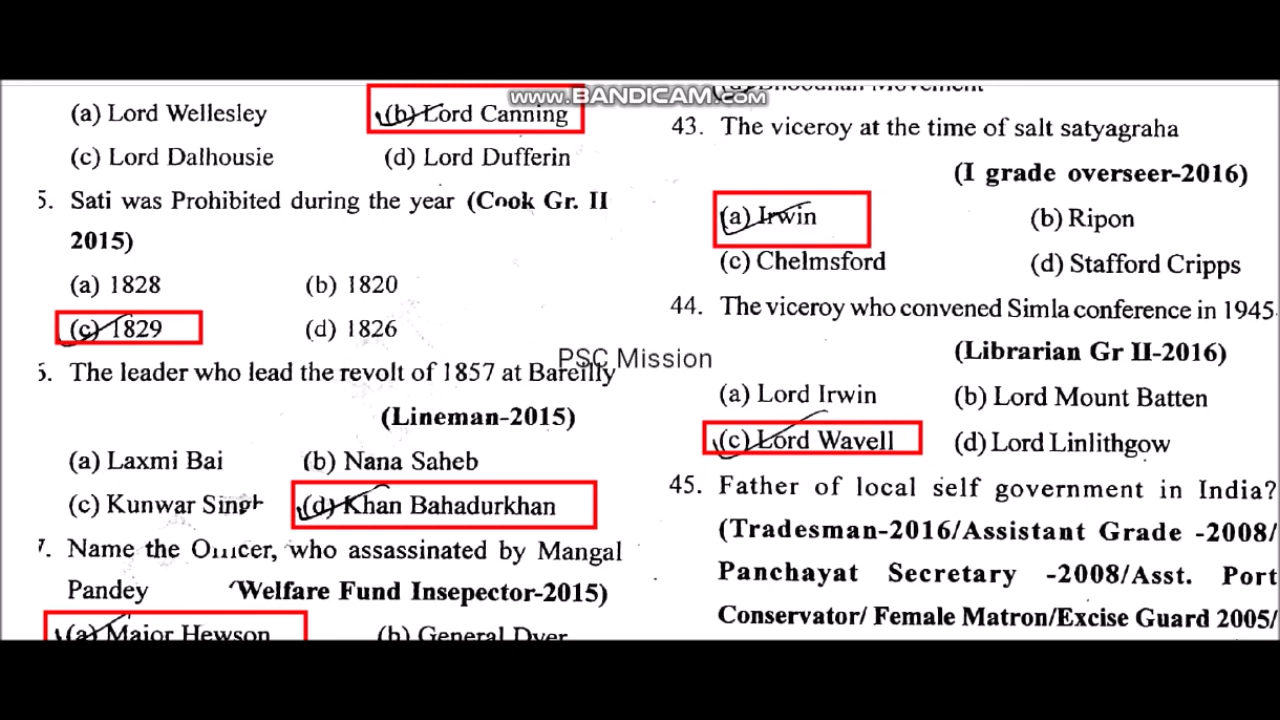 www.BANDICAM.com
(a) Lord Wellesley (b) Lord Canning
(c) Lord Dalhousie (d) Lord Dufferin
5. Sati was Prohibited during the year (Cook Gr. II
2015)
(a) 1828 (b) 1820
(c) 1829 (d) 1826
The leader who lead the revolt of 1857 at Bareilly
(Lineman-2015)
(a) Laxmi Bai (b) Nana Saheb
(c) Kunwar Singh (d) Khan Bahadurkhan
7. Name the Officer, who assassinated by Mangal
Pandey (Welfare Fund Insepector-2015)
(a) Major Hewson (b) General Dyer
PSC Mission
Movement
43. The viceroy at the time of salt satyagraha
(I grade overseer-2016)
(a) Irwin (b) Ripon
(c) Chelmsford (d) Stafford Cripps
44. The viceroy who convened Simla conference in 1945
(Librarian Gr II-2016)
(a) Lord Irwin (b) Lord Mount Batten
(c) Lord Wavell (d) Lord Linlithgow
45. Father of local self government in India?
(Tradesman-2016/Assistant Grade -2008/
Panchayat Secretary -2008/Asst. Port
Conservator/ Female Matron/Excise Guard 2005/